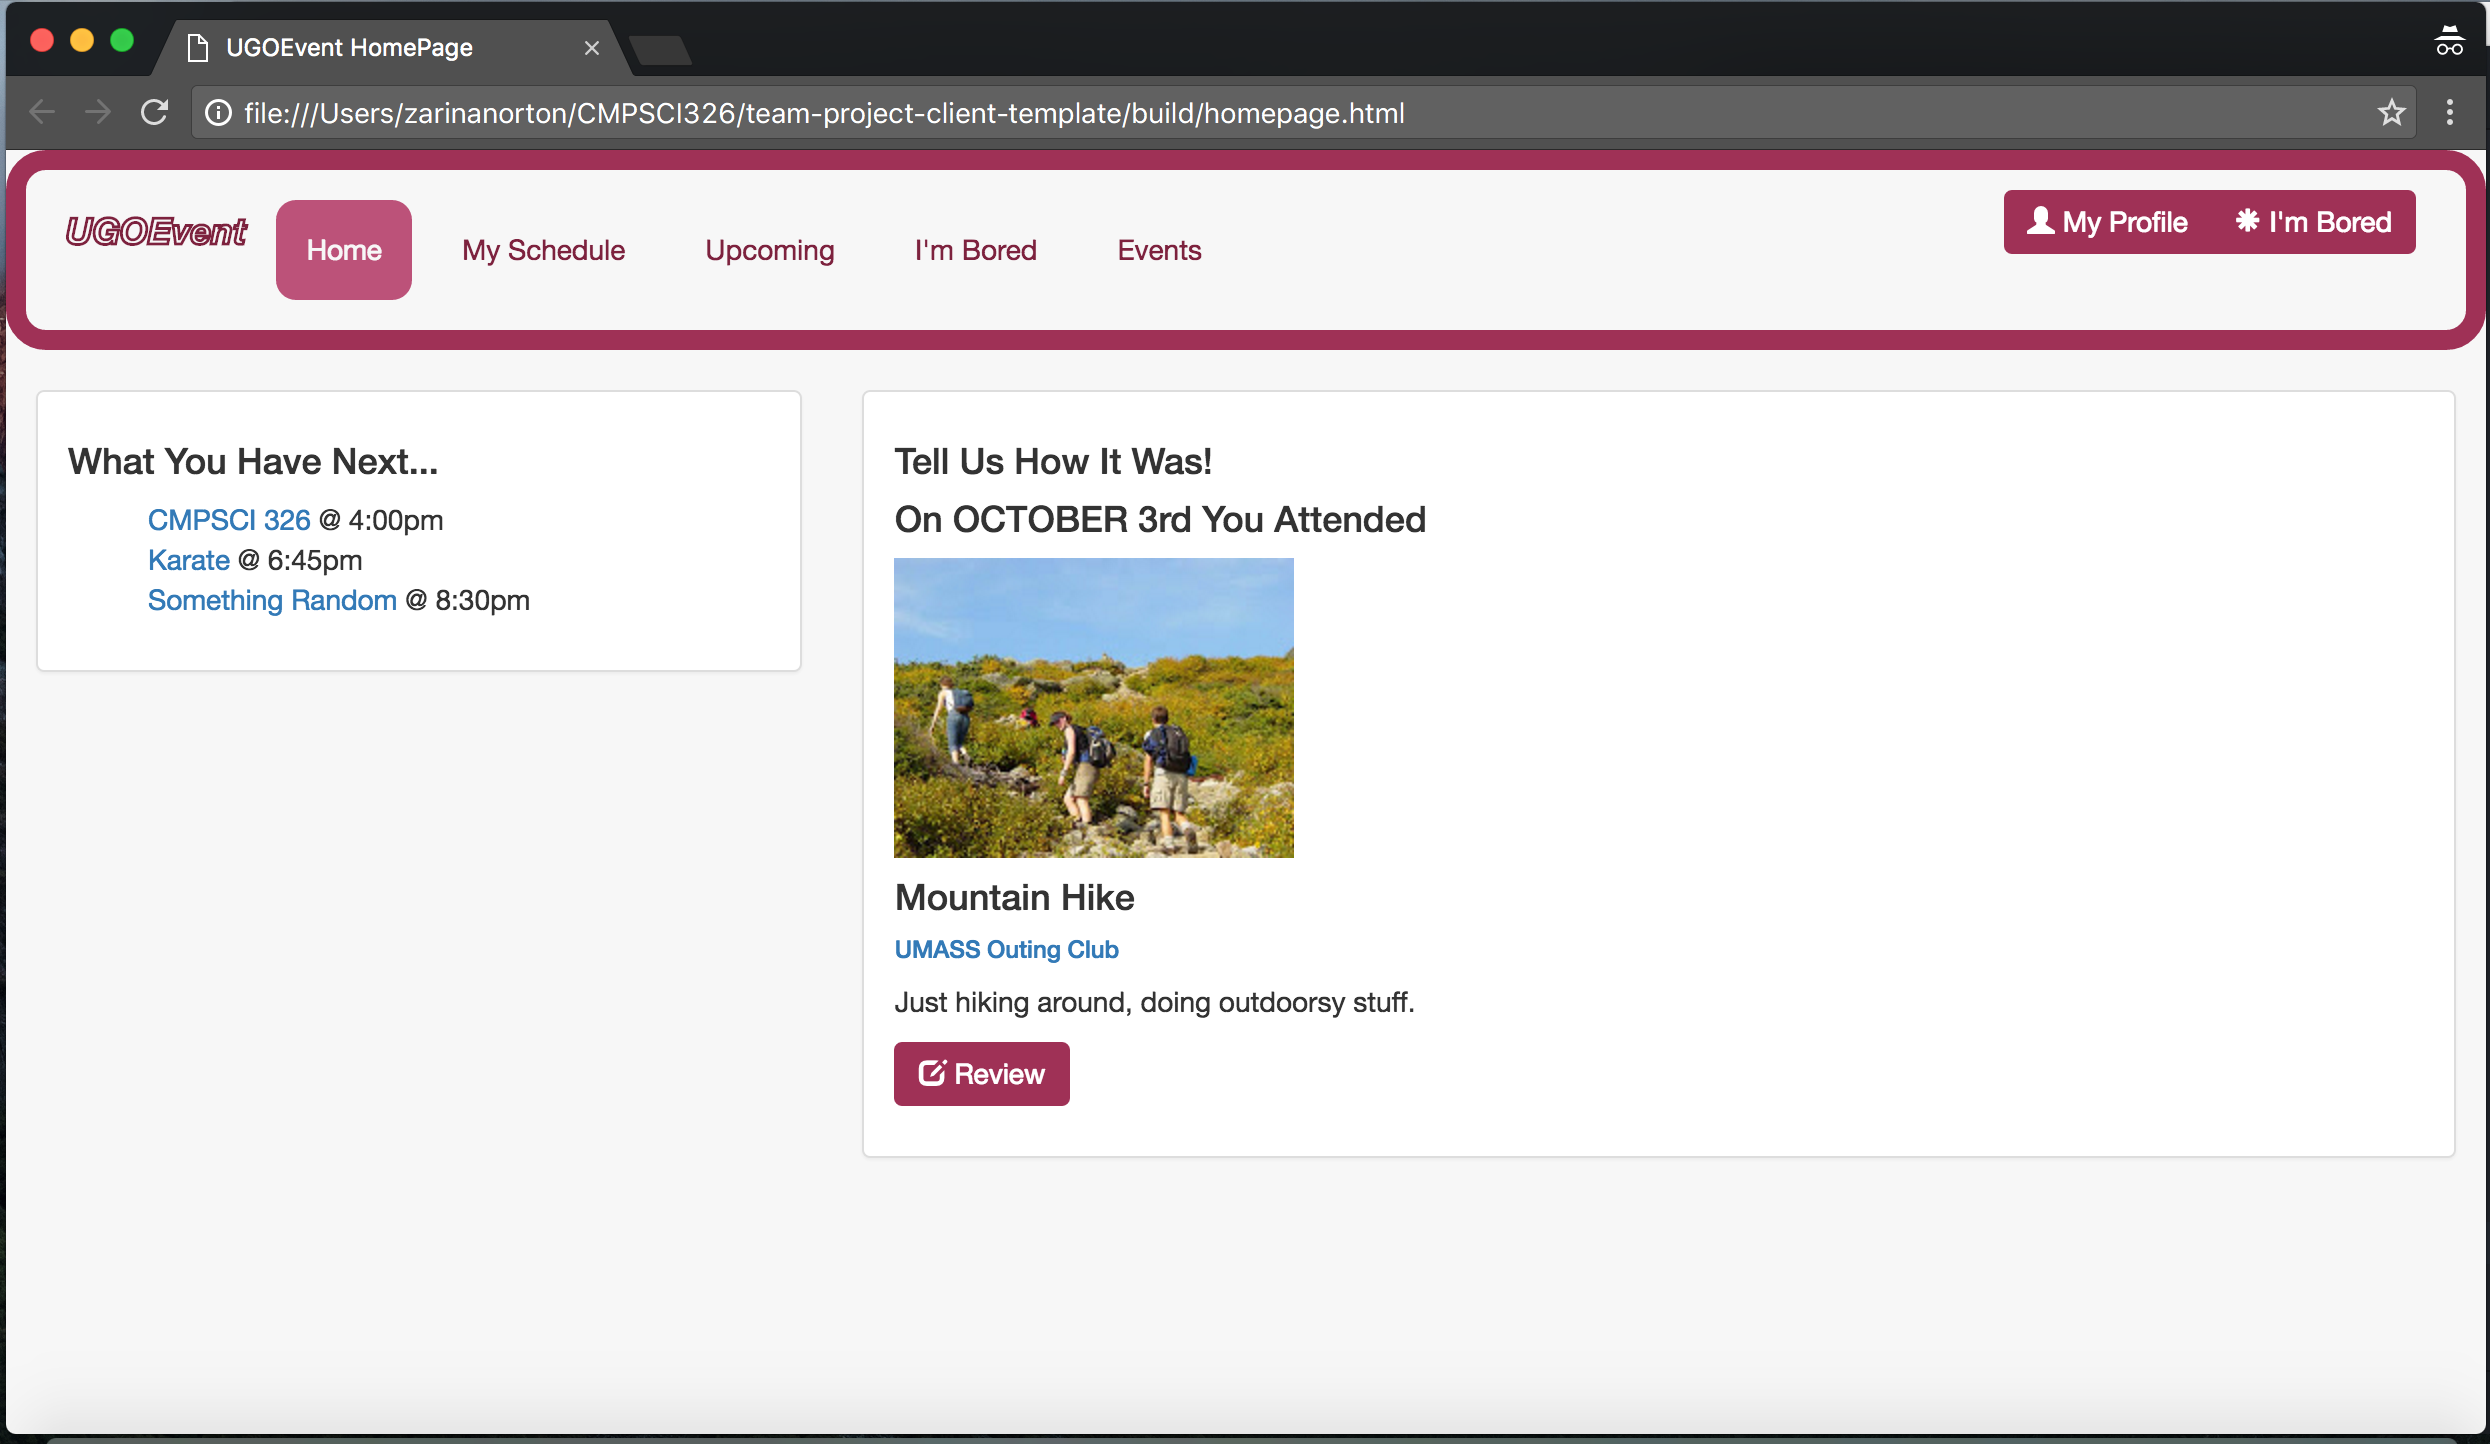 UGOEvent HomePage
file:///Users/zarinanorton/CMPSCI326/team-project-client-template/build/homepage.html
UGOEvent Home My Schedule Upcoming I'm Bored Events My Profile I'm Bored
What You Have Next...
CMPSCI 326 @ 4:00pm
Karate @ 6:45pm
Something Random @ 8:30pm
Tell Us How It Was!
On OCTOBER 3rd You Attended
Mountain Hike
UMASS Outing Club
Just hiking around, doing outdoorsy stuff.
Review